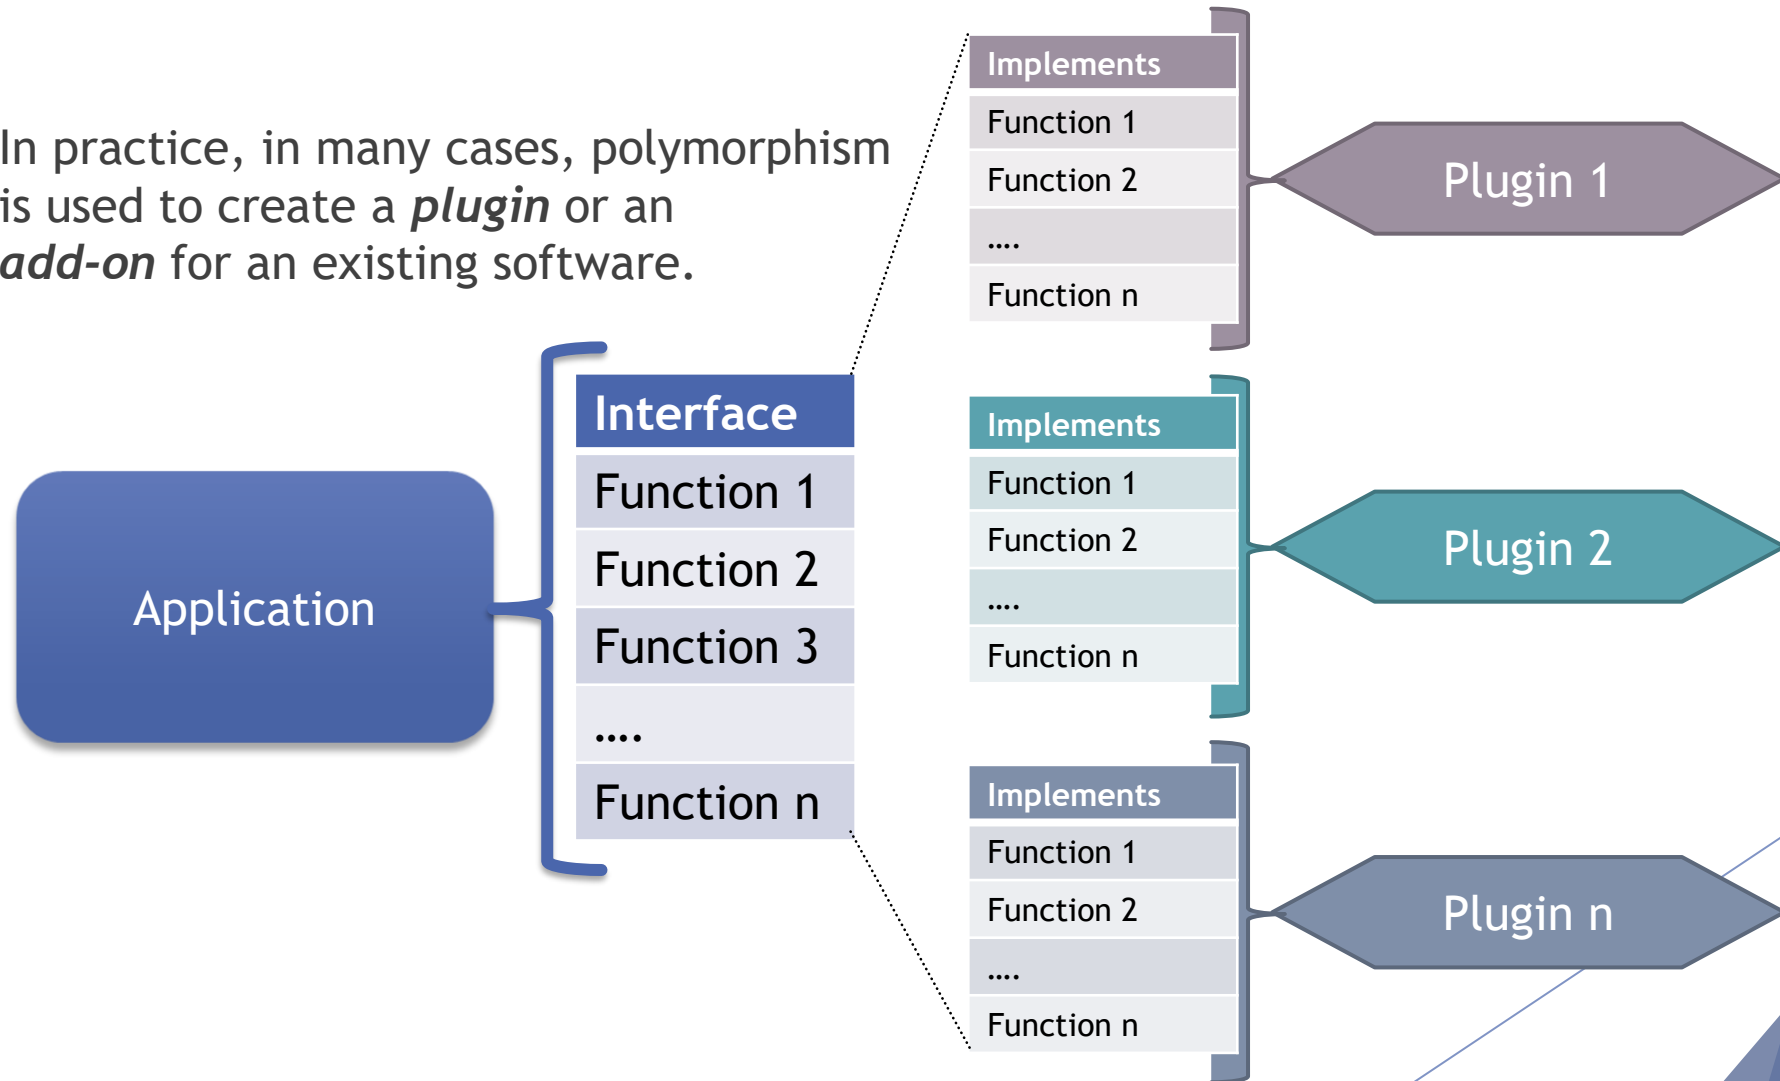 In practice, in many cases, polymorphism
is used to create a plugin or an
add-on for an existing software.
Application
Interface
Function 1
Function 2
Function 3
....
Function n
Implements
Function 1
Function 2
....
Function n
Plugin 1
Implements
Function 1
Function 2
....
Function n
Plugin 2
Implements
Function 1
Function 2
....
Function n
Plugin n